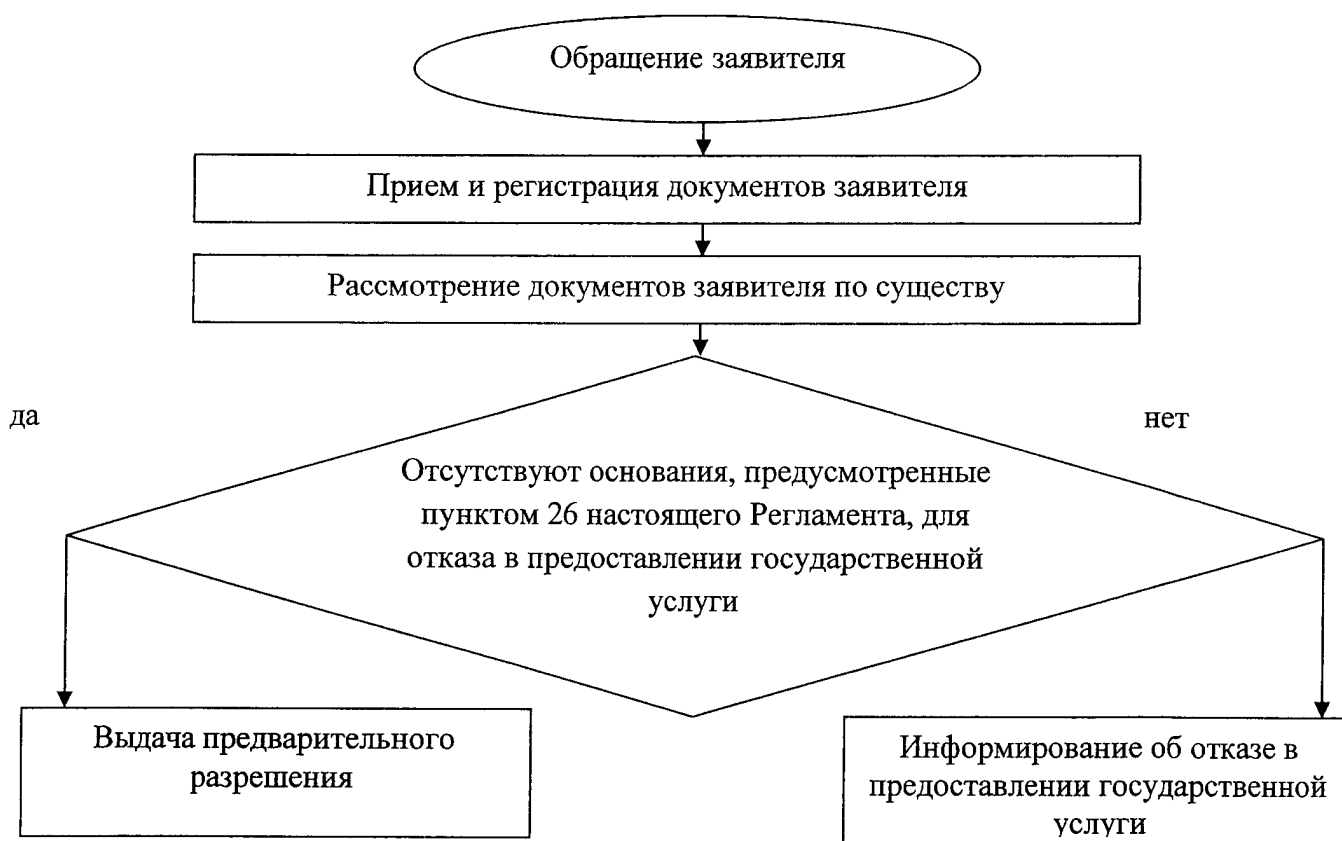 Обращение заявителя
Прием и регистрация документов заявителя
Рассмотрение документов заявителя по существу
да
нет
Отсутствуют основания, предусмотренные
пунктом 26 настоящего Регламента, для
отказа в предоставлении государственной
услуги
Выдача предварительного
разрешения
Информирование об отказе в
предоставлении государственной
услуги